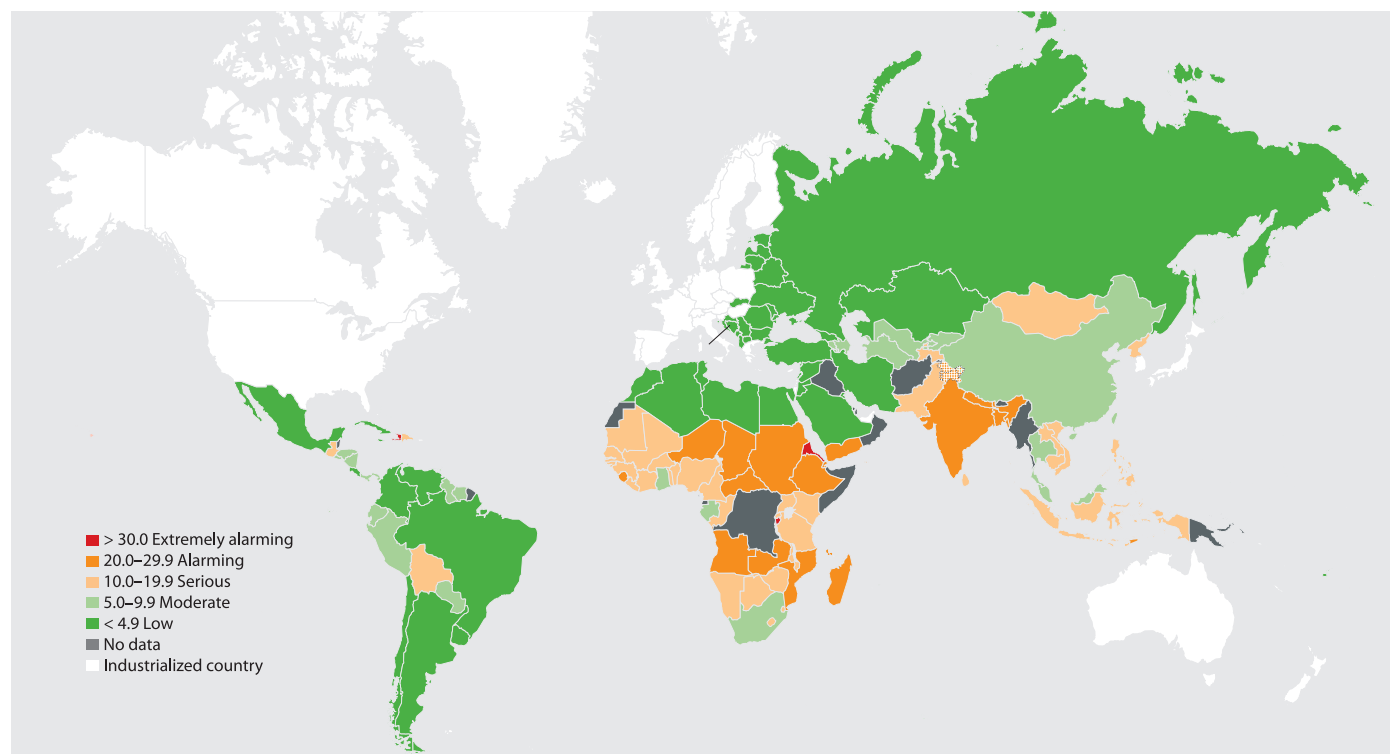 > 30.0 Extremely alarming
20.0–29.9 Alarming
10.0–19.9 Serious
5.0–9.9 Moderate
< 4.9 Low
No data
Industrialized country